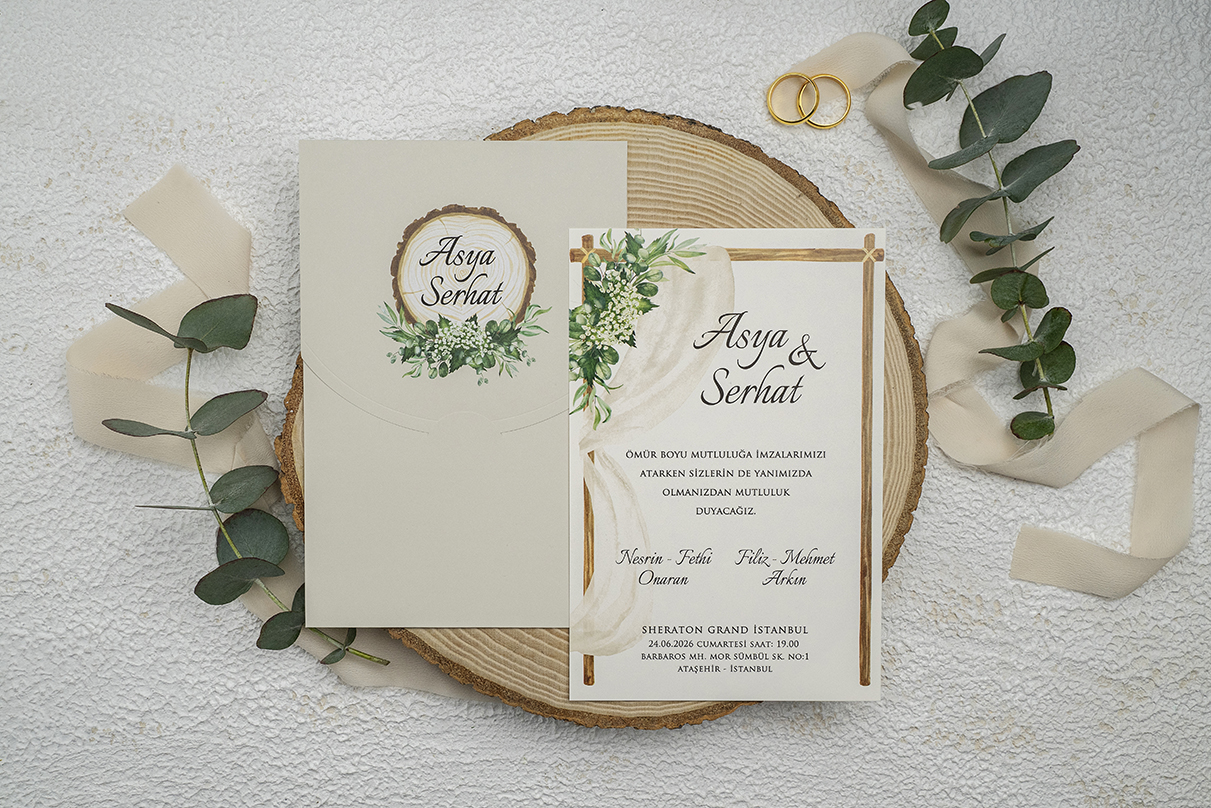 Asya
Serhat
Asya &
Serhat
ÖMÜR BOYU MUTLULUĞA İMZALARIMIZI
ATARKEN SİZLERİN DE YANIMIZDA
OLMANIZDAN MUTLULUK
DUYACAĞIZ.
Nesrin - Fethi
Onaran
Filiz - Mehmet
Arkın
SHERATON GRAND İSTANBUL
24.06.2026 CUMARTESİ SAAT: 19.00
BARBAROS MH. MOR SÜMBÜL SK. NO:1
ATAŞEHİR - İSTANBUL